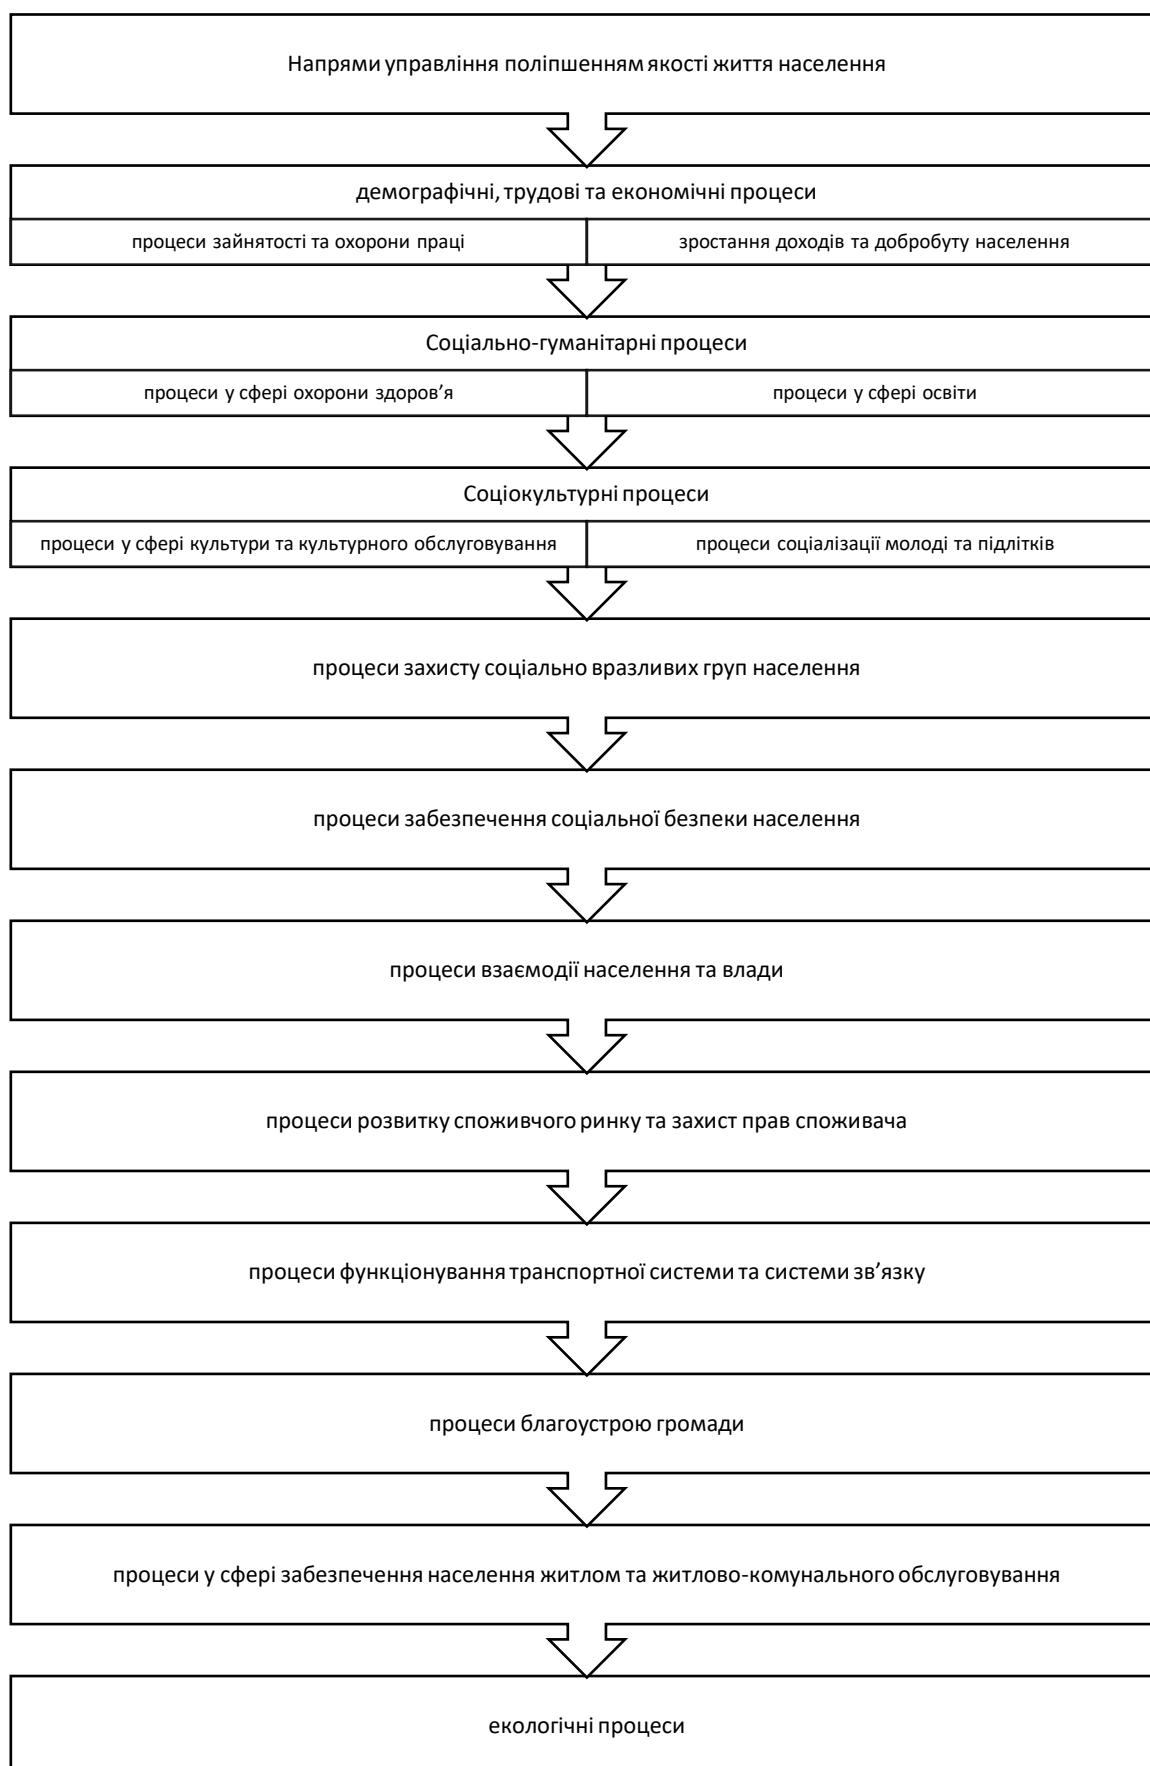 Напрями управління поліпшенням якості життя населення
демографічні, трудові та економічні процеси
процеси зайнятості та охорони праці
зростання доходів та добробуту населення
Соціально-гуманітарні процеси
процеси у сфері охорони здоров’я
процеси у сфері освіти
Соціокультурні процеси
процеси у сфері культури та культурного обслуговування
процеси соціалізації молоді та підлітків
процеси захисту соціально вразливих груп населення
процеси забезпечення соціальної безпеки населення
процеси взаємодії населення та влади
процеси розвитку споживчого ринку та захист прав споживача
процеси функціонування транспортної системи та системи зв’язку
процеси благоустрою громади
процеси у сфері забезпечення населення житлом та житлово-комунального обслуговування
екологічні процеси